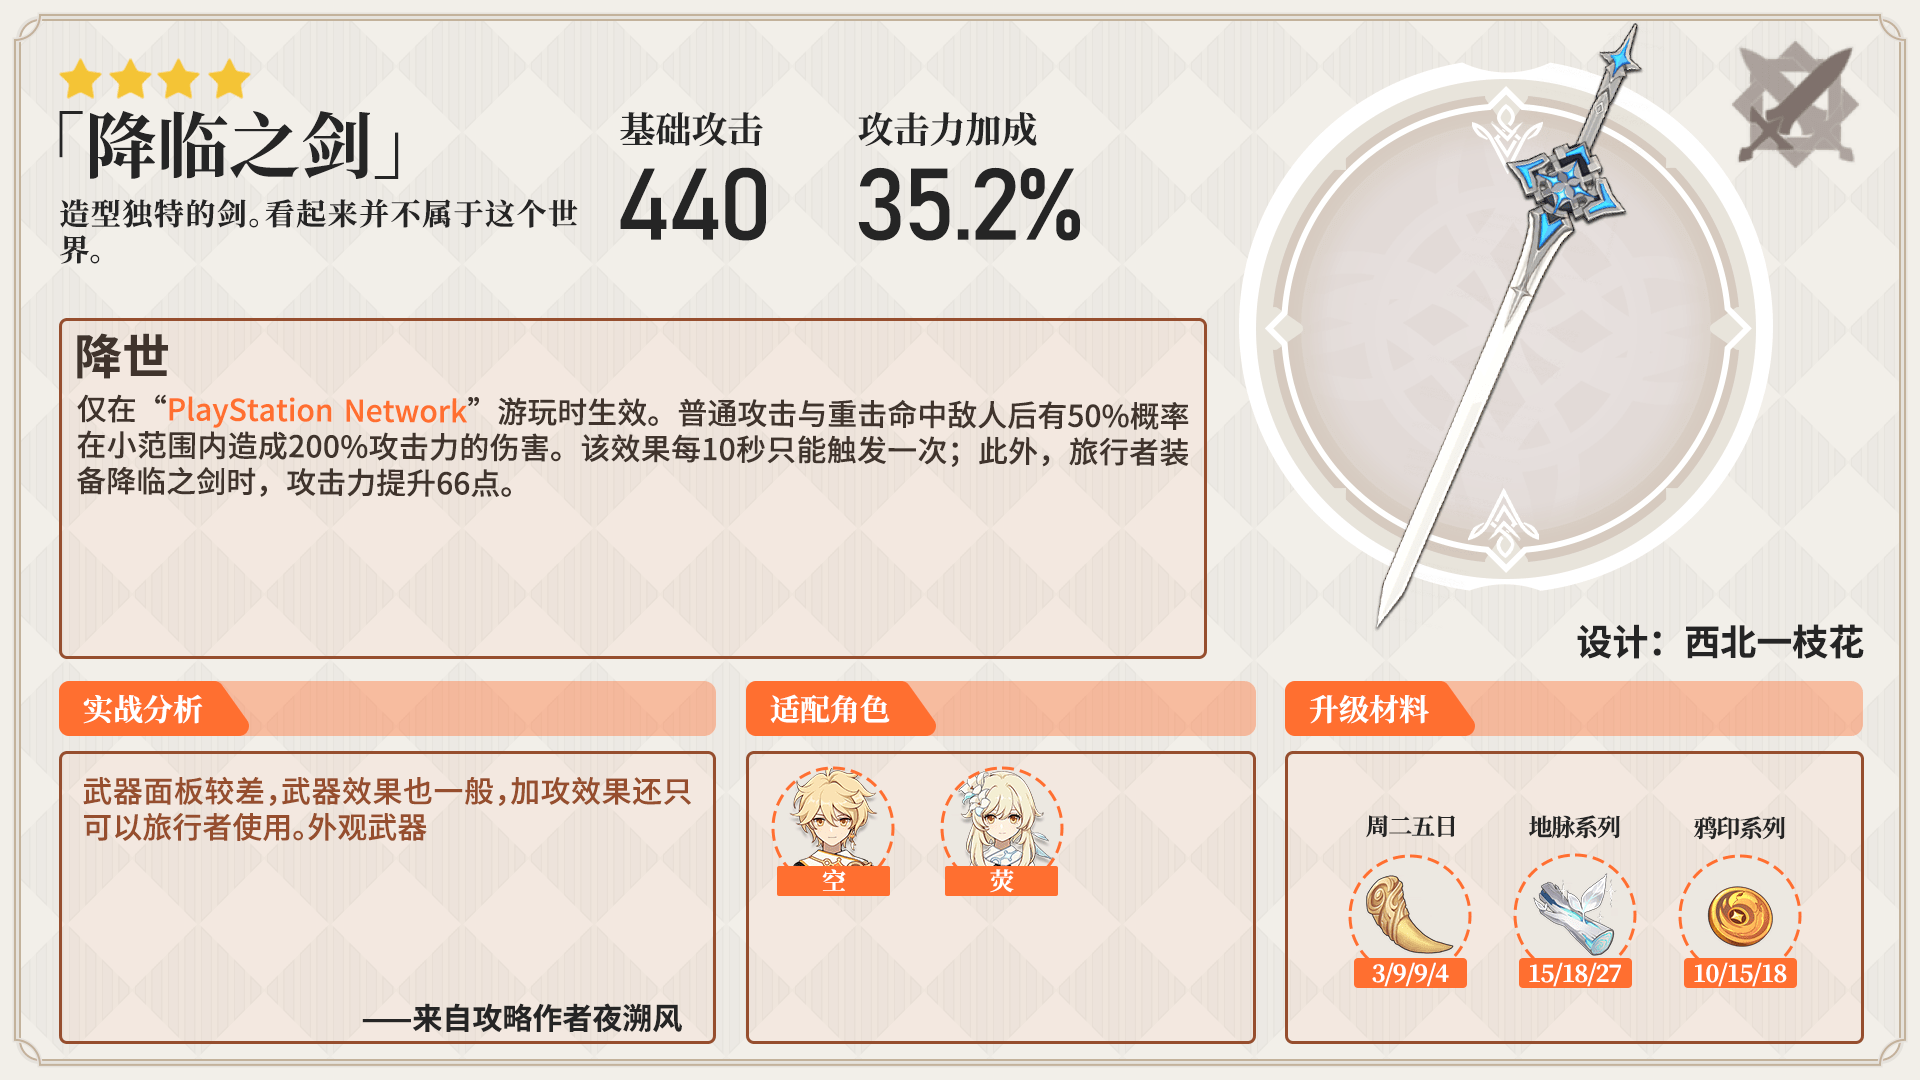 「降临之剑」
造型独特的剑。看起来并不属于这个世
界。
基础攻击
440
攻击力加成
35.2%
降世
仅在“PlayStation Network”游玩时生效。普通攻击与重击命中敌人后有50%概率
在小范围内造成200%攻击力的伤害。该效果每10秒只能触发一次；此外，旅行者装
备降临之剑时，攻击力提升66点。
设计：西北一枝花
实战分析
武器面板较差,武器效果也一般,加攻效果还只
可以旅行者使用。外观武器
——来自攻略作者夜溯风
适配角色
空
荧
升级材料
周二五日
地脉系列
鸦印系列
3/9/9/4
15/18/27
10/15/18